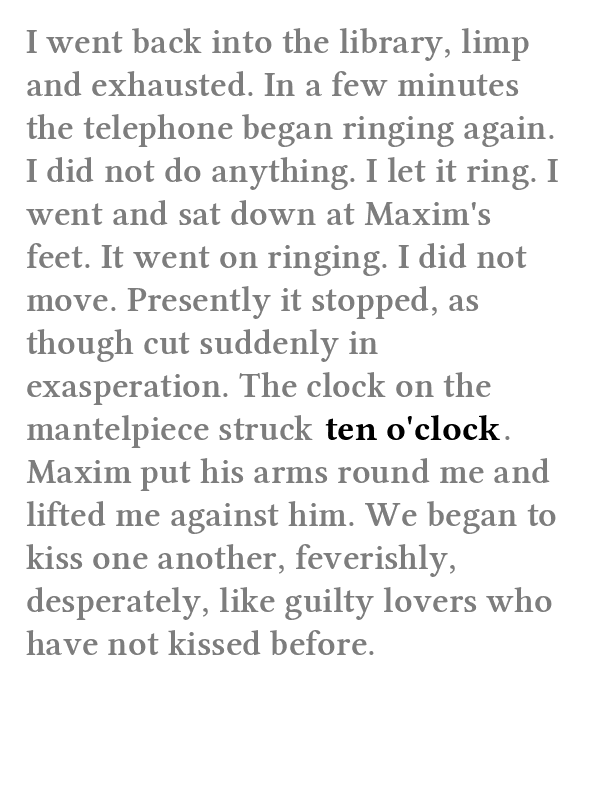 I went back into the library, limp
and exhausted. In a few minutes
the telephone began ringing again.
I did not do anything. I let it ring. I
went and sat down at Maxim's
feet. It went on ringing. I did not
move. Presently it stopped, as
though cut suddenly in
exasperation. The clock on the
mantelpiece struck ten o'clock.
Maxim put his arms round me and
lifted me against him. We began to
kiss one another, feverishly,
desperately, like guilty lovers who
have not kissed before.